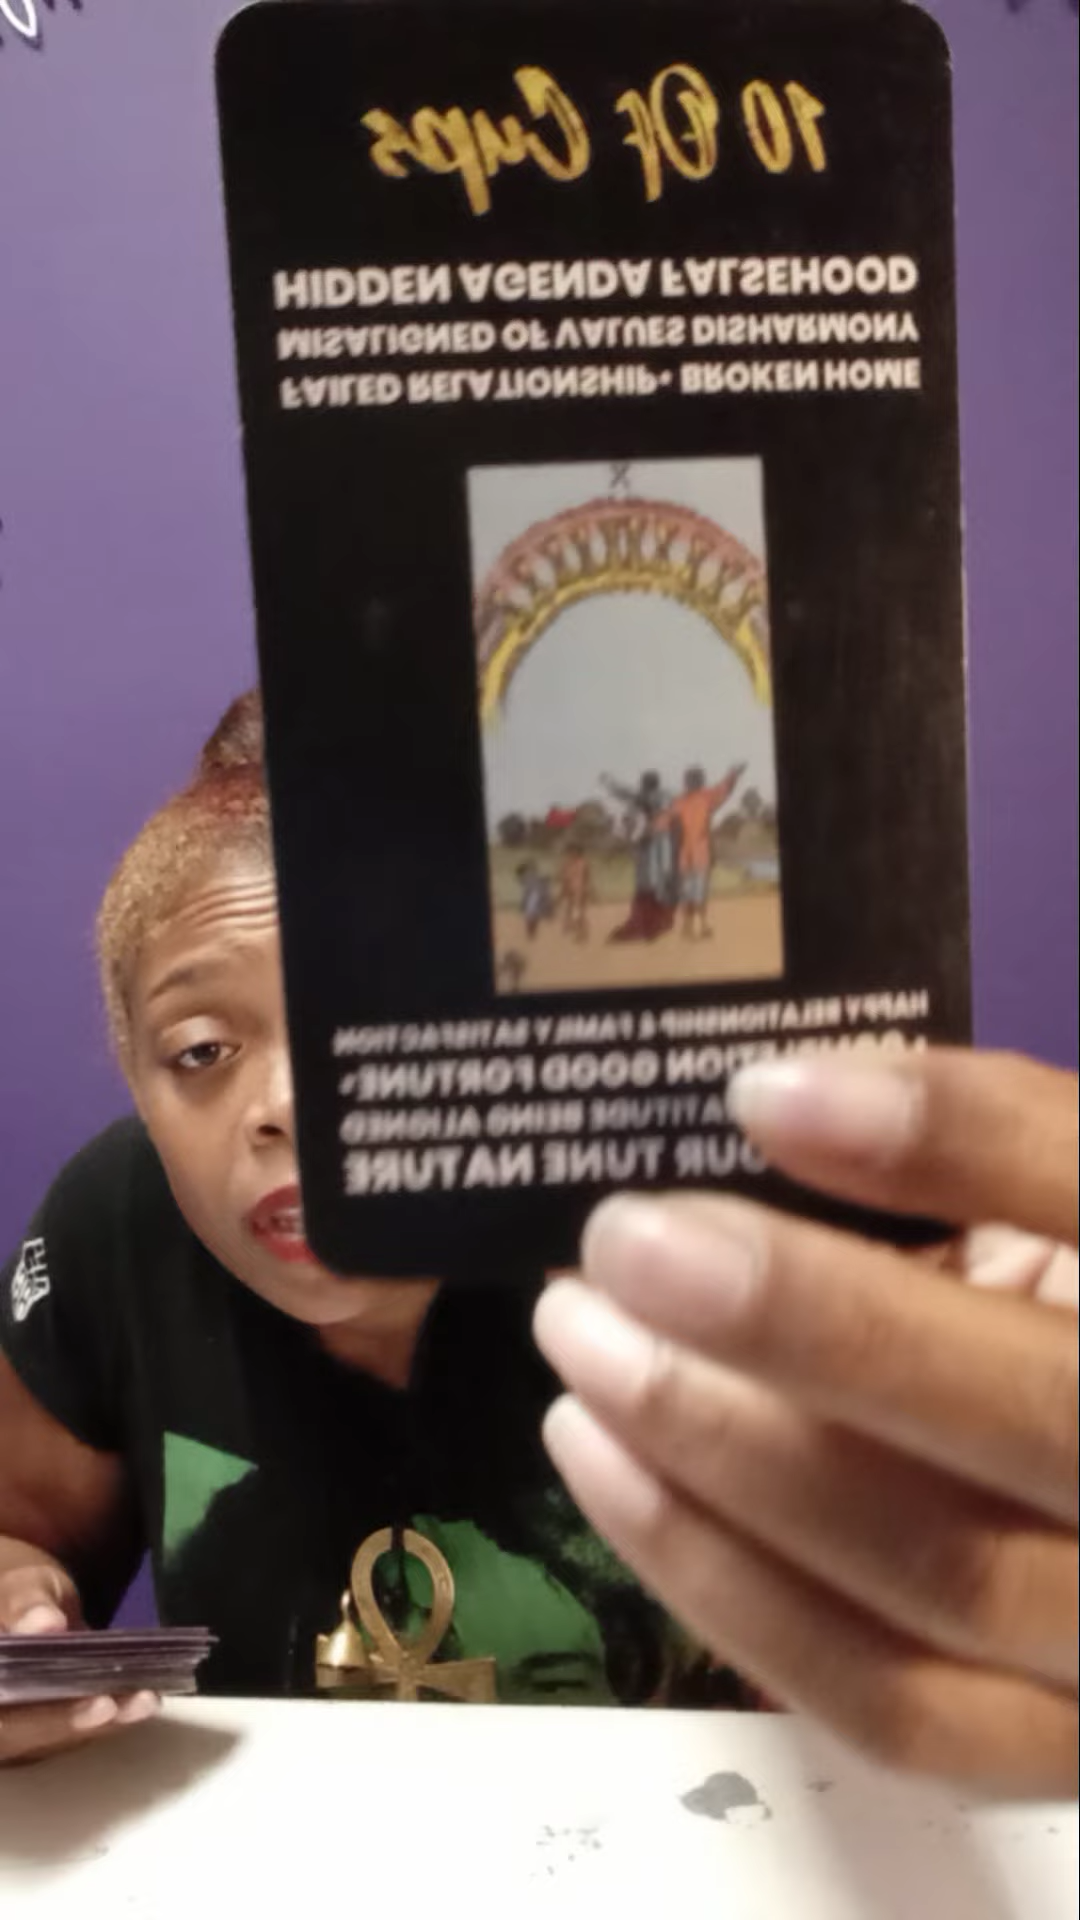 10 Of Cups
HIDDEN AGENDA FALSEHOOD
MISALIGNED OF VALUES DISHARMONY
FAILED RELATIONSHIP• BROKEN HOME
X
HAPPY RELATIONSHIP & FAMILY SATISFACTION
GOOD FORTUNE•
BEING ALIGNED
OUR TUNE NATURE